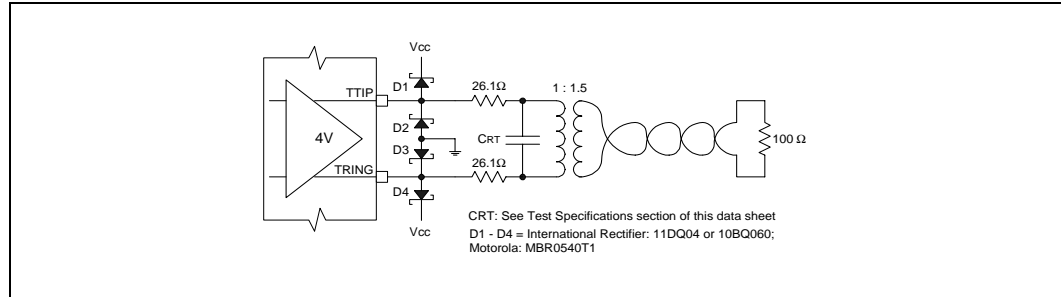 Vcc
D1
26.1Ω
1 : 1.5
TTIP
D2
4V
CRT
100 Ω
D3
26.1Ω
TRING
D4
CRT: See Test Specifications section of this data sheet
Vcc
D1 - D4 = International Rectifier: 11DQ04 or 10BQ060;
Motorola: MBR0540T1